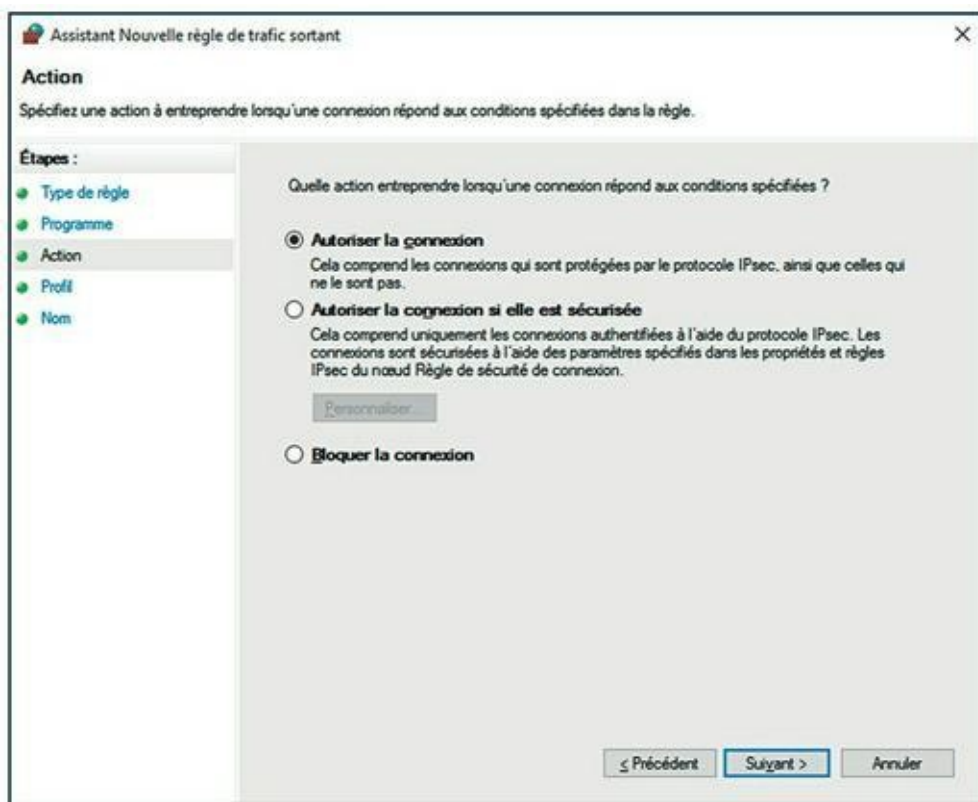 Assistant Nouvelle règle de trafic sortant
Action
Spécifiez une action à entreprendre lorsqu'une connexion répond aux conditions spécifiées dans la règle.
Étapes :
Type de règle
Programme
Action
Profil
Nom
Quelle action entreprendre lorsqu'une connexion répond aux conditions spécifiées ?
Autoriser la connexion
Cela comprend les connexions qui sont protégées par le protocole IPsec, ainsi que celles qui
ne le sont pas.
Autoriser la connexion si elle est sécurisée
Cela comprend uniquement les connexions authentifiées à l'aide du protocole IPsec. Les
connexions sont sécurisées à l'aide des paramètres spécifiés dans les propriétés et règles
IPsec du nœud Règle de sécurité de connexion.
Personnaliser...
Bloquer la connexion
< Précédent
Suivant >
Annuler